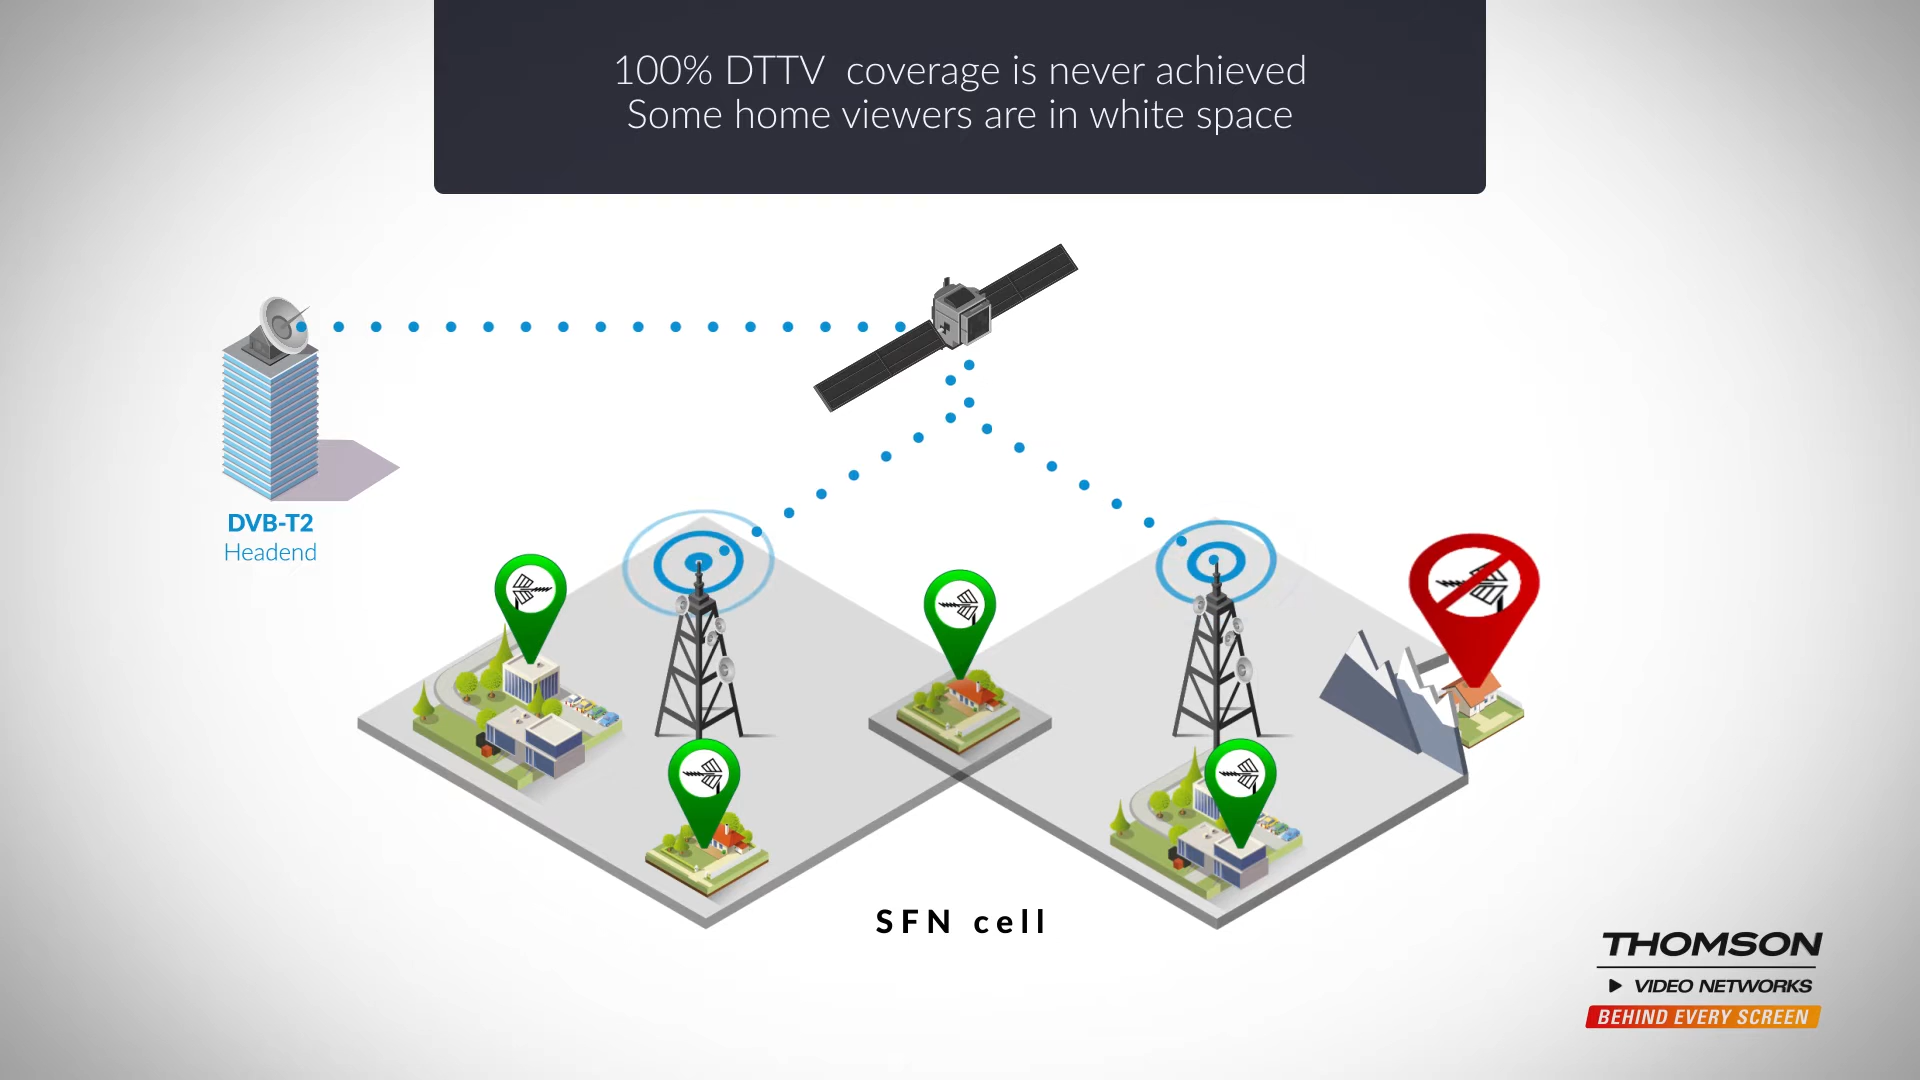 100% DTTV coverage is never achieved
Some home viewers are in white space
DVB-T2
Headend
SFN cell
THOMSON
VIDEO NETWORKS
BEHIND EVERY SCREEN